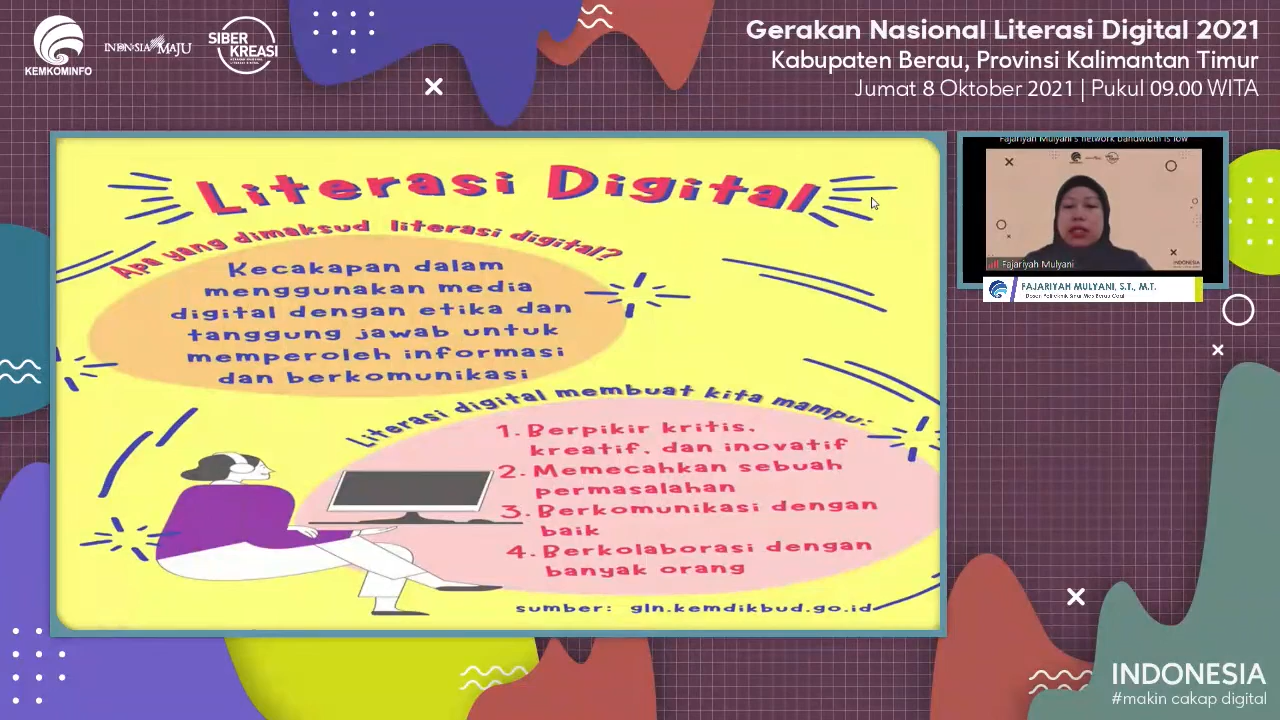 KEMKOMINFO
INDONESIA MAJU
SIBER
KREASI
Gerakan Nasional Literasi Digital 2021
Kabupaten Berau, Provinsi Kalimantan Timur
Jumat 8 Oktober 2021 | Pukul 09.00 WITA
Literasi Digital
Apa yang dimaksud literasi digital?
Kecakapan dalam
menggunakan media
digital dengan etika dan
tanggung jawab untuk
memperoleh informasi
dan berkomunikasi
Literasi digital membuat kita mampu:
1. Berpikir kritis,
kreatif, dan inovatif
2. Memecahkan sebuah
permasalahan
3. Berkomunikasi dengan
baik
4. Berkolaborasi dengan
banyak orang
sumber: gln.kemdikbud.go.id
Fajariyah Mulyani's network bandwidth is low
INDONESIA
Fajariyah Mulyani
FAJARIYAH MULYANI, S.T., M.T.
INDONESIA
#makin cakap digital